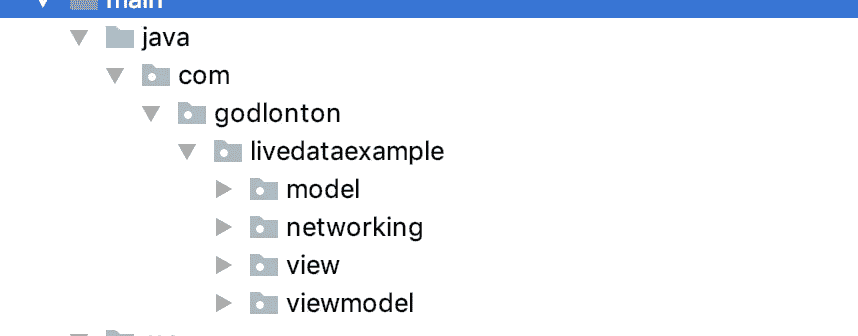 main
java
com
godlonton
livedataexample
model
networking
view
viewmodel